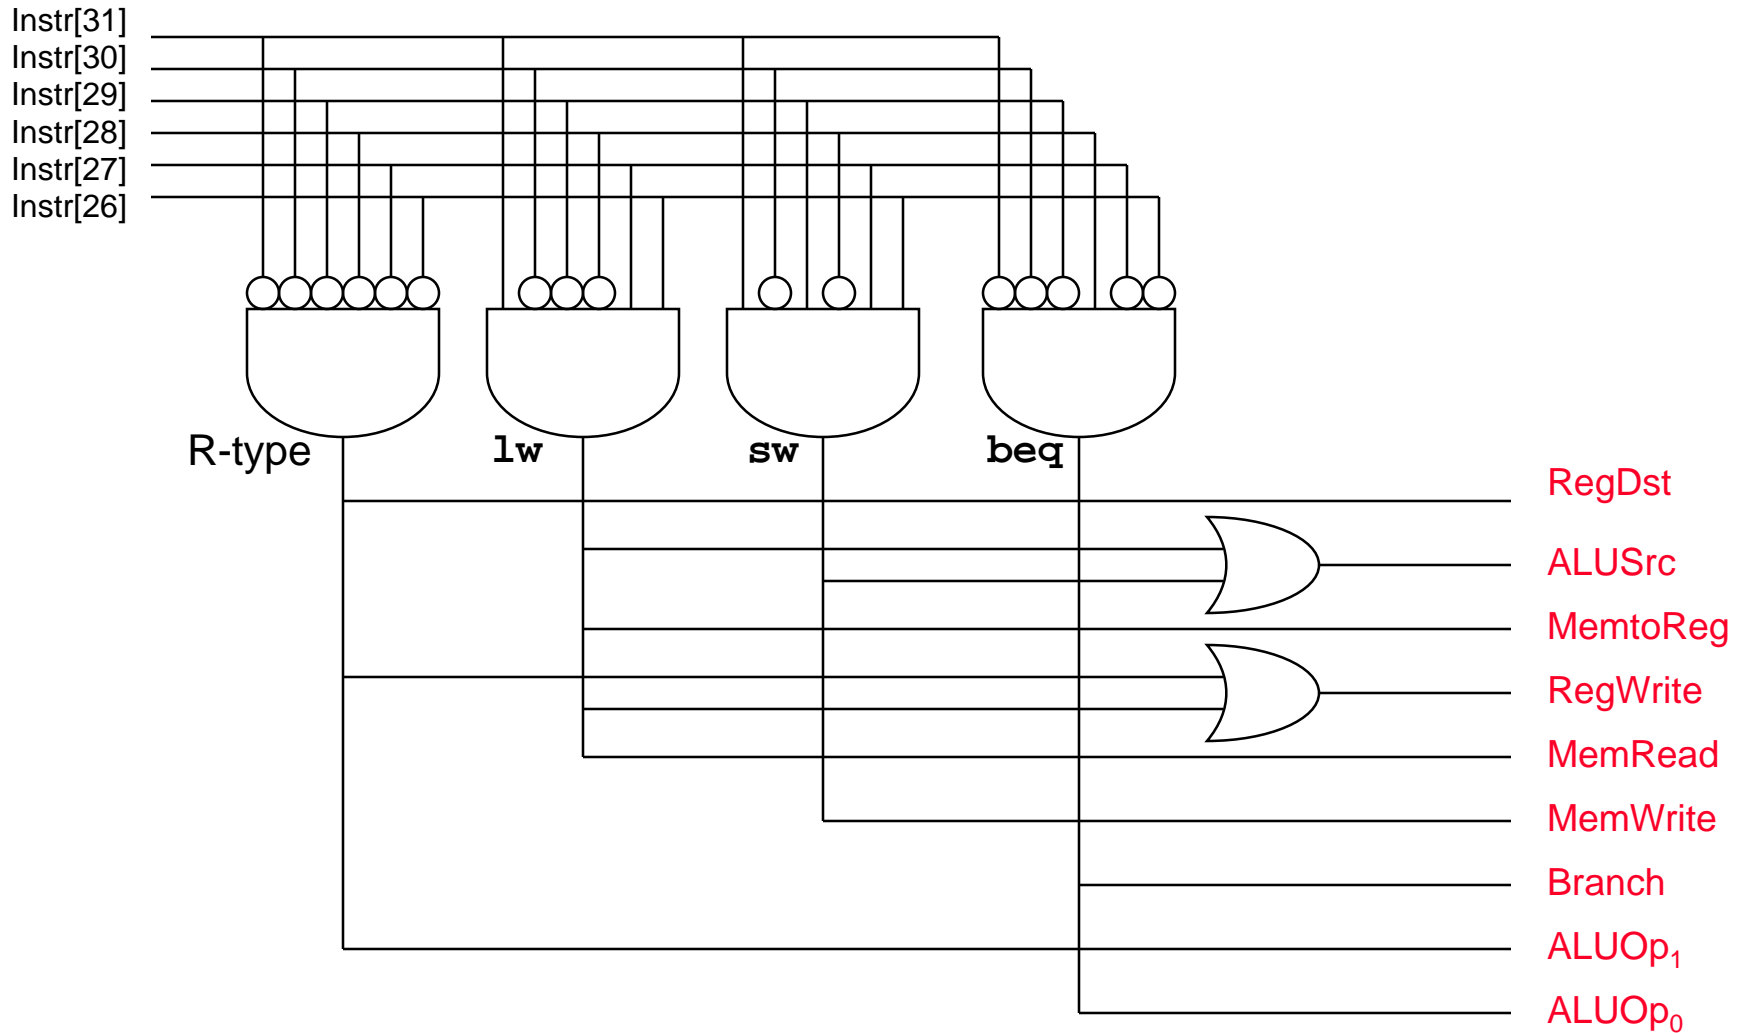 Instr[31]
Instr[30]
Instr[29]
Instr[28]
Instr[27]
Instr[26]
R-type
lw
sw
beq
RegDst
ALUSrc
MemtoReg
RegWrite
MemRead
MemWrite
Branch
ALUOp₁
ALUOp₀